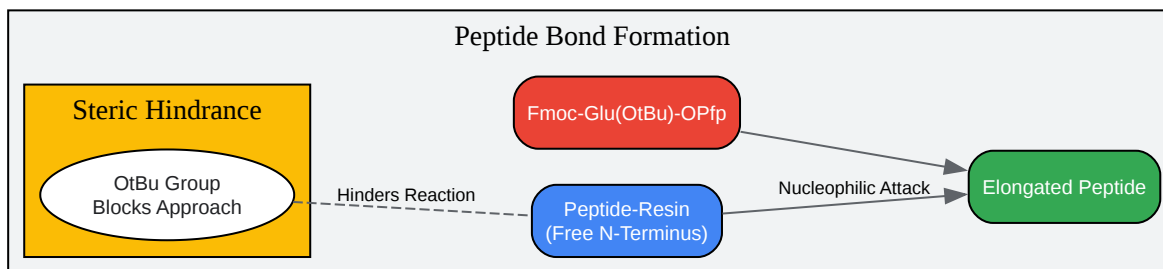 Peptide Bond Formation
Steric Hindrance
OtBu Group
Blocks Approach
Hinders Reaction
Fmoc-Glu(OtBu)-OPfp
Peptide-Resin
(Free N-Terminus)
Nucleophilic Attack
Elongated Peptide